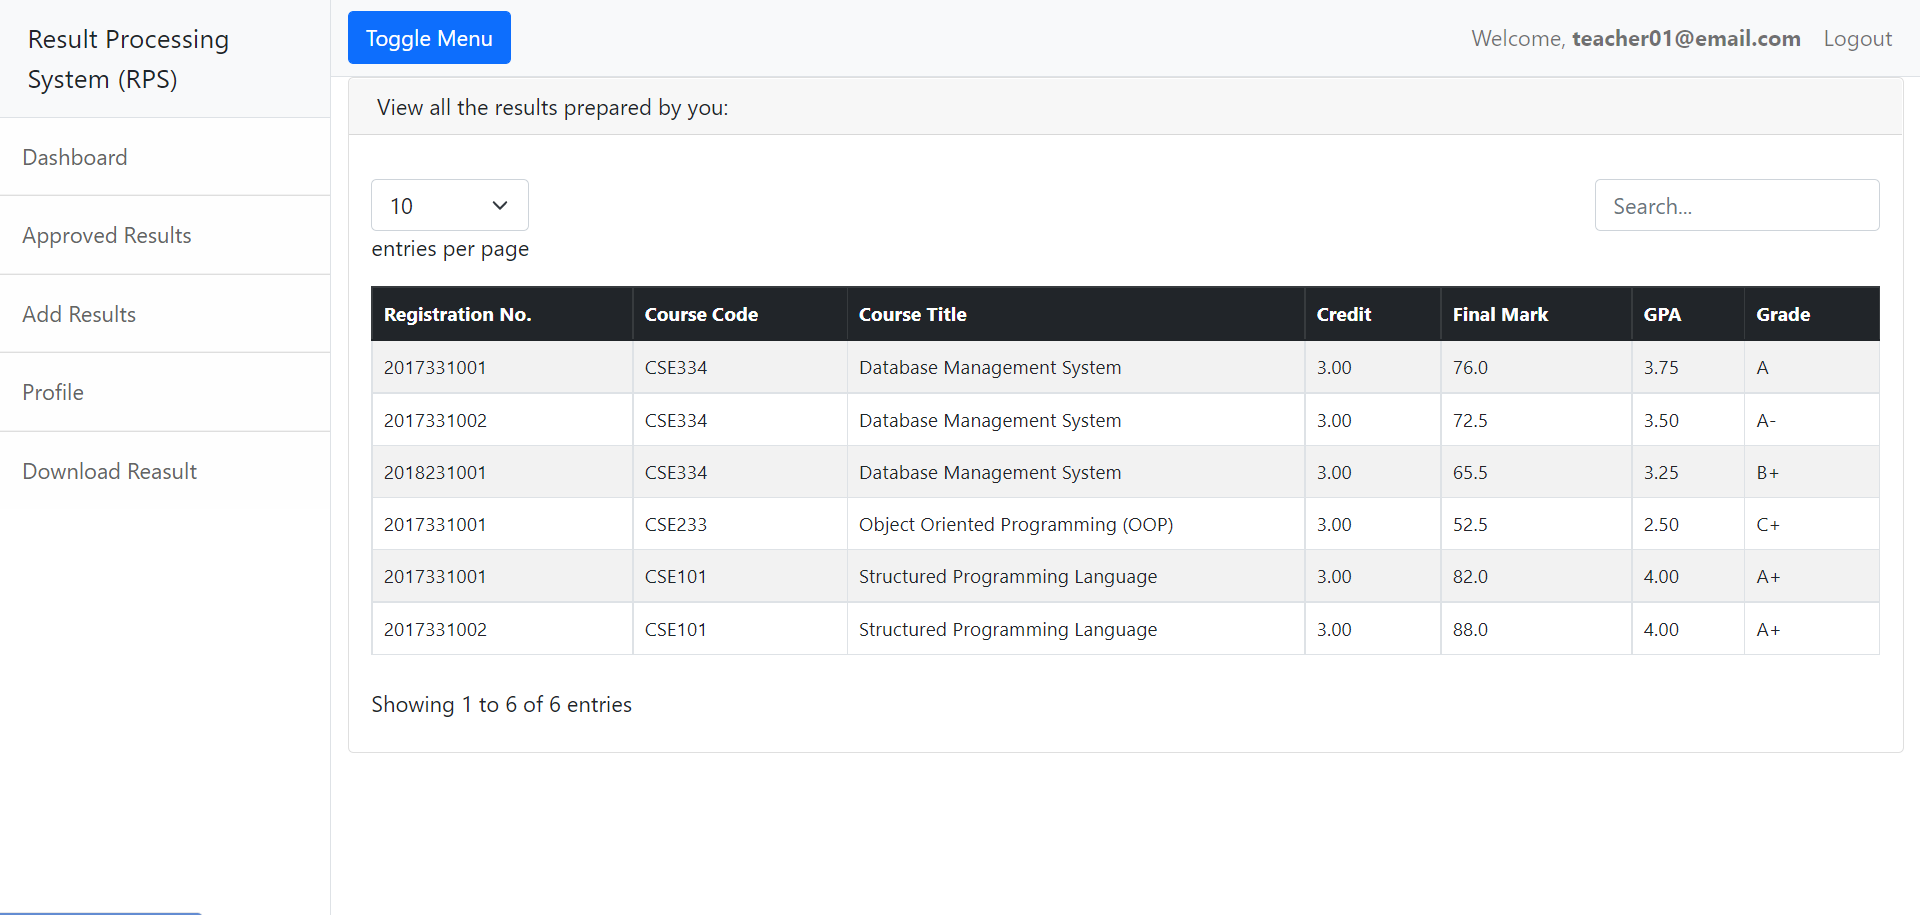 Result Processing
System (RPS)
Dashboard
Approved Results
Add Results
Profile
Download Reasult
Toggle Menu
Welcome, teacher01@email.com Logout
View all the results prepared by you:
10
entries per page
Search...
Registration No. Course Code Course Title Credit Final Mark GPA Grade
2017331001 CSE334 Database Management System 3.00 76.0 3.75 A
2017331002 CSE334 Database Management System 3.00 72.5 3.50 A-
2018231001 CSE334 Database Management System 3.00 65.5 3.25 B+
2017331001 CSE233 Object Oriented Programming (OOP) 3.00 52.5 2.50 C+
2017331001 CSE101 Structured Programming Language 3.00 82.0 4.00 A+
2017331002 CSE101 Structured Programming Language 3.00 88.0 4.00 A+
Showing 1 to 6 of 6 entries